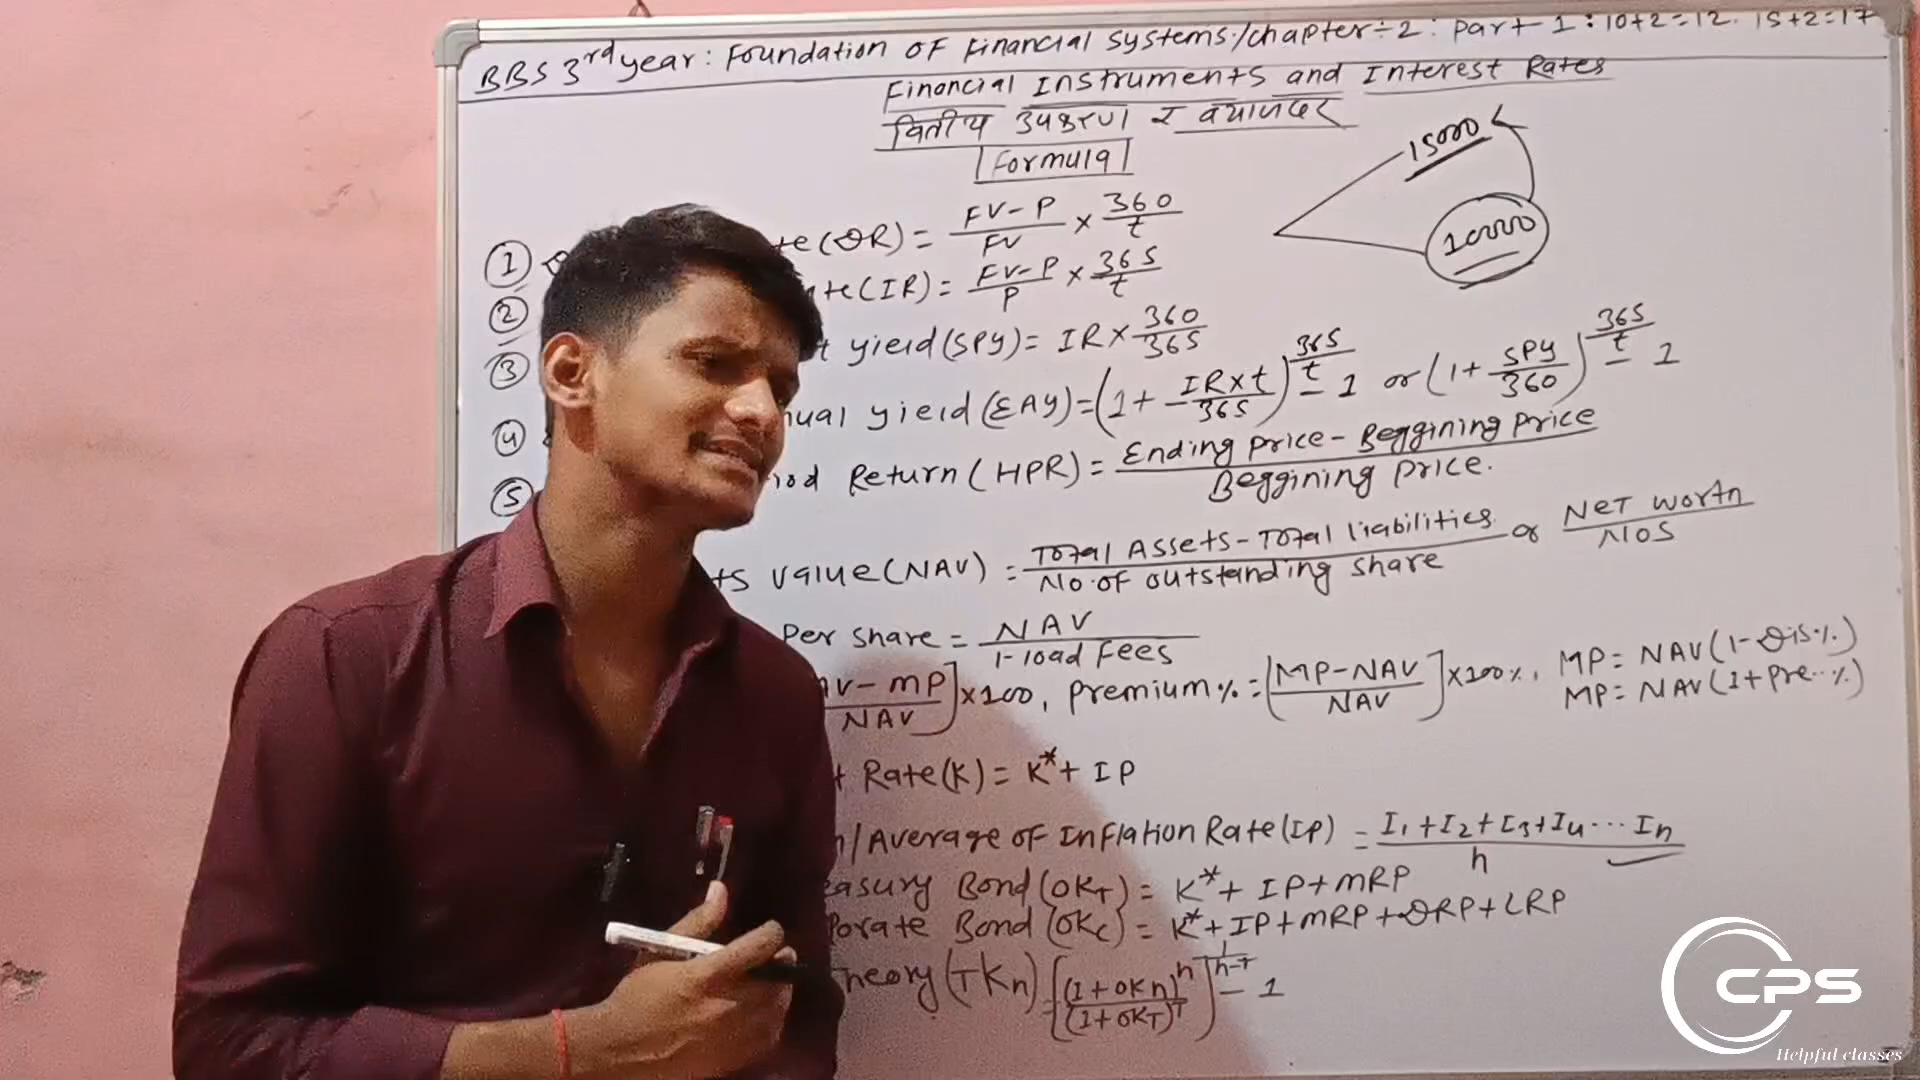 BBS 3rd year: Foundation OF Financial systems:/chapter÷2: part-1: 10+2=12. 15+2=17
Financial Instruments and Interest Rates
वित्तीय उपकरण र ब्याजदर
Formula
15000
10000
① te(DR) = FV-P/FV × 360/t
② te(IR) = FV-P/P × 365/t
③ t yield(SPY) = IR × 360/365
④ nual yield (EAY) = (1 + IR×t/365)^365/t - 1 or (1 + SPY/360)^365/t - 1
⑤ iod Return (HPR) = Ending price - Beggining price/Beggining price.
ts value (NAV) = Total Assets - Total liabilities/No. of outstanding share or Net worth/NOS
Per share = NAV/1-load Fees
AV-MP/NAV] × 100, premium % = [MP-NAV/NAV] × 100%, MP = NAV (1-Dis.%)
MP = NAV (1+pre..%)
t Rate (K) = K* + IP
n/Average of Inflation Rate (IP) = I1+I2+I3+I4...In/n
easury Bond (OKT) = K* + IP + MRP
porate Bond (OKC) = K* + IP + MRP + DRP + LRP
Theory (TKn) = [(1+OKn)^n/(1+OKT)^T]^1/n-T - 1
CPS
Helpful classes